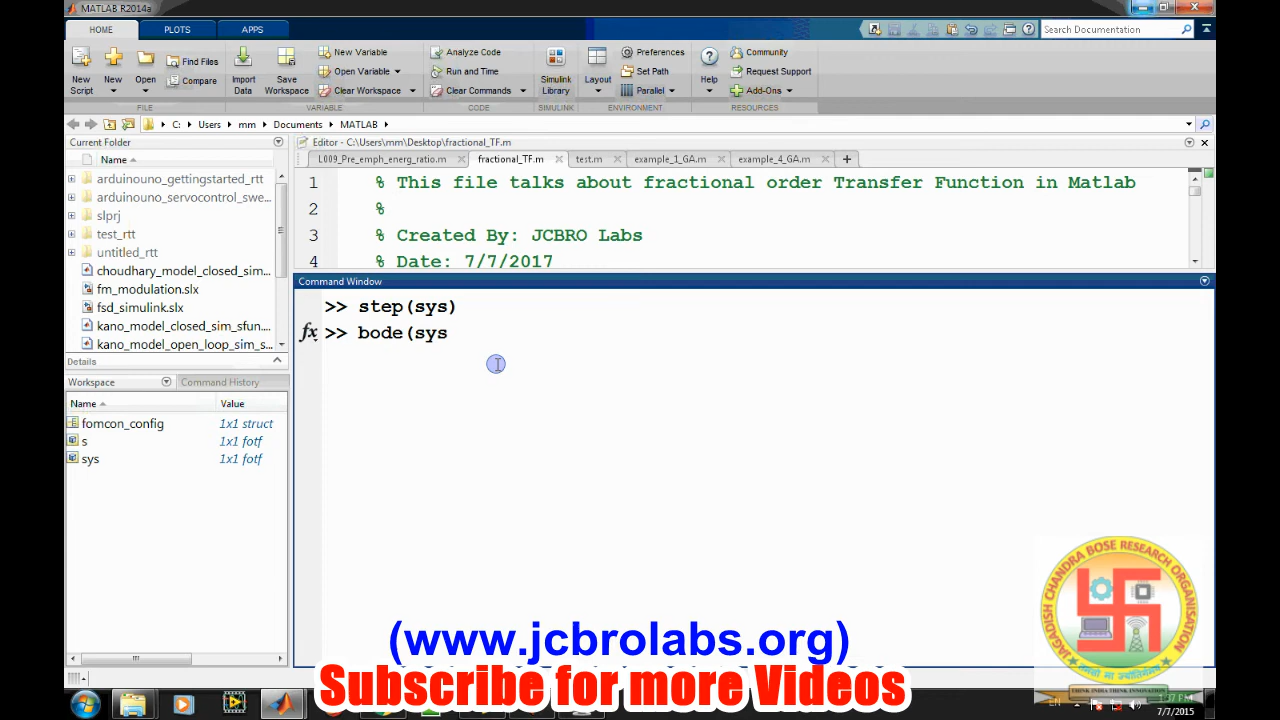 MATLAB R2014a
HOME PLOTS APPS
Search Documentation
New Script New Open Find Files Compare Import Data Save Workspace New Variable Open Variable Clear Workspace Analyze Code Run and Time Clear Commands Simulink Library Layout Preferences Set Path Parallel Help Community Request Support Add-Ons
FILE VARIABLE CODE SIMULINK ENVIRONMENT RESOURCES
C: Users mm Documents MATLAB
Current Folder
Name
arduinouno_gettingstarted_rtt
arduinouno_servocontrol_swe...
slprj
test_rtt
untitled_rtt
choudhary_model_closed_sim...
fm_modulation.slx
fsd_simulink.slx
kano_model_closed_sim_sfun....
kano_model_open_loop_sim_s...
Details
Workspace Command History
Name Value
fomcon_config 1x1 struct
s 1x1 fotf
sys 1x1 fotf
Editor - C:\Users\mm\Desktop\fractional_TF.m
L009_Pre_emph_energ_ratio.m fractional_TF.m test.m example_1_GA.m example_4_GA.m
1 % This file talks about fractional order Transfer Function in Matlab
2 %
3 % Created By: JCBRO Labs
4 % Date: 7/7/2017
Command Window
>> step(sys)
fx >> bode(sys
JAGADISH CHANDRA BOSE RESEARCH ORGANISATION
THINK INDIA THINK INNOVATION
(www.jcbrolabs.org)
Subscribe for more Videos
EN
1:37 PM
7/7/2015